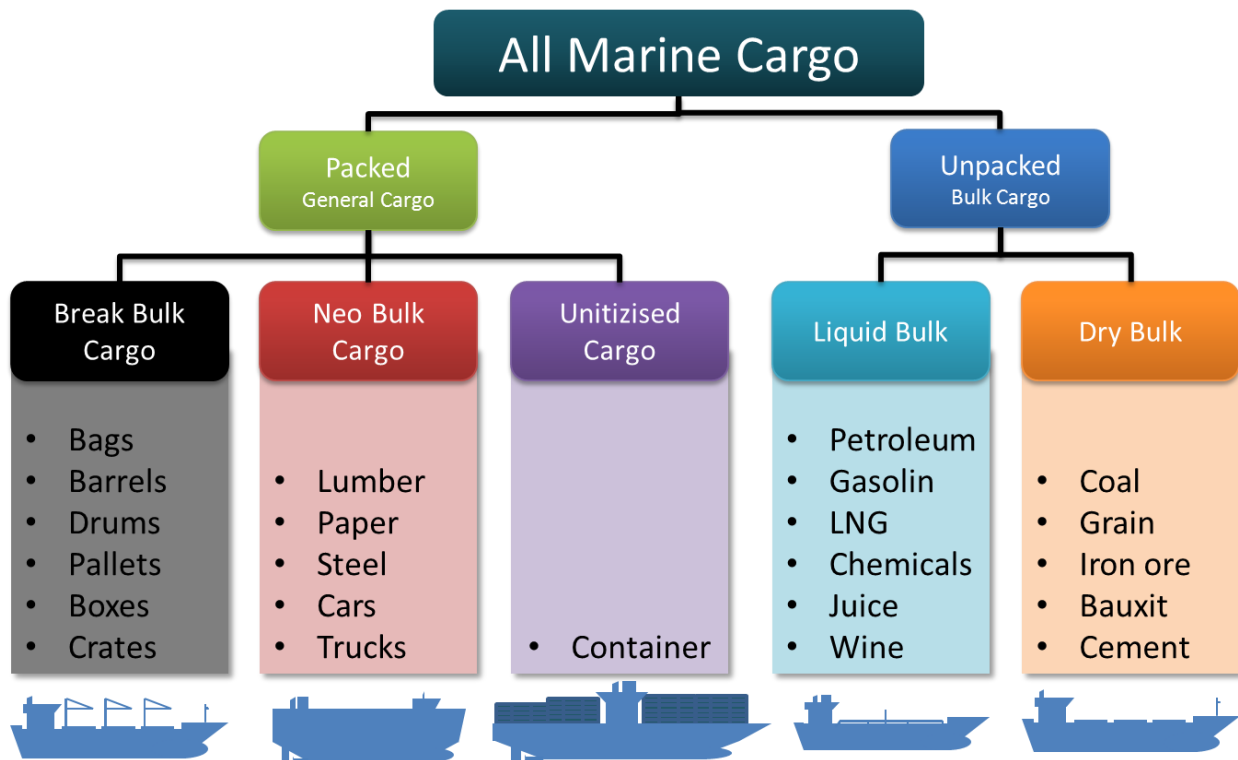 All Marine Cargo
Packed
General Cargo
Unpacked
Bulk Cargo
Break Bulk
Cargo
Neo Bulk
Cargo
Unitizised
Cargo
Liquid Bulk
Dry Bulk
• Bags
• Barrels
• Drums
• Pallets
• Boxes
• Crates
• Lumber
• Paper
• Steel
• Cars
• Trucks
• Container
• Petroleum
• Gasolin
• LNG
• Chemicals
• Juice
• Wine
• Coal
• Grain
• Iron ore
• Bauxit
• Cement